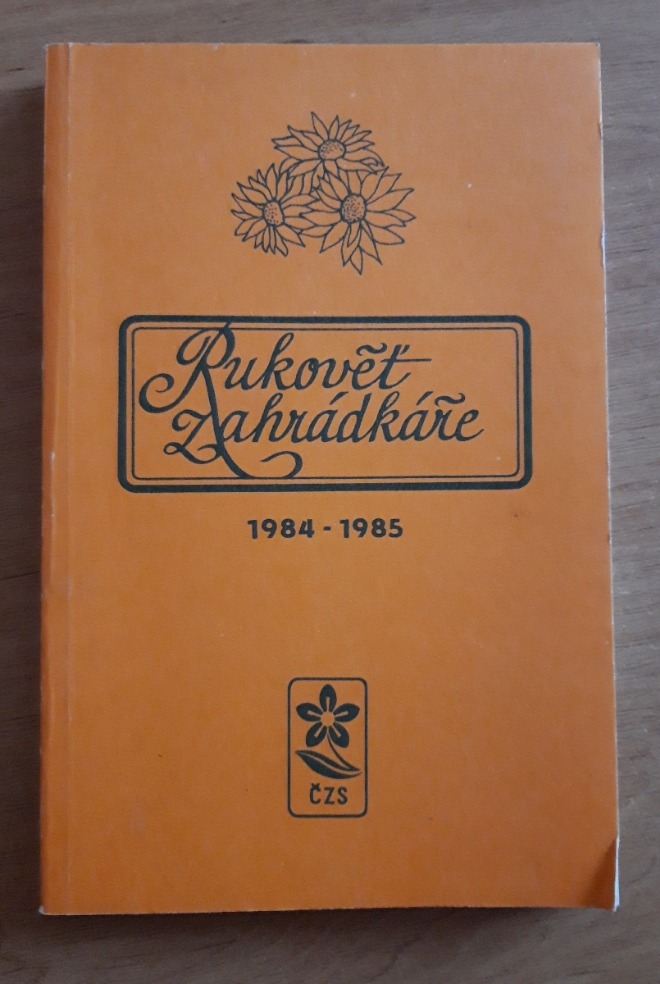 Rukověť
zahrádkáře
1984 - 1985
ČZS